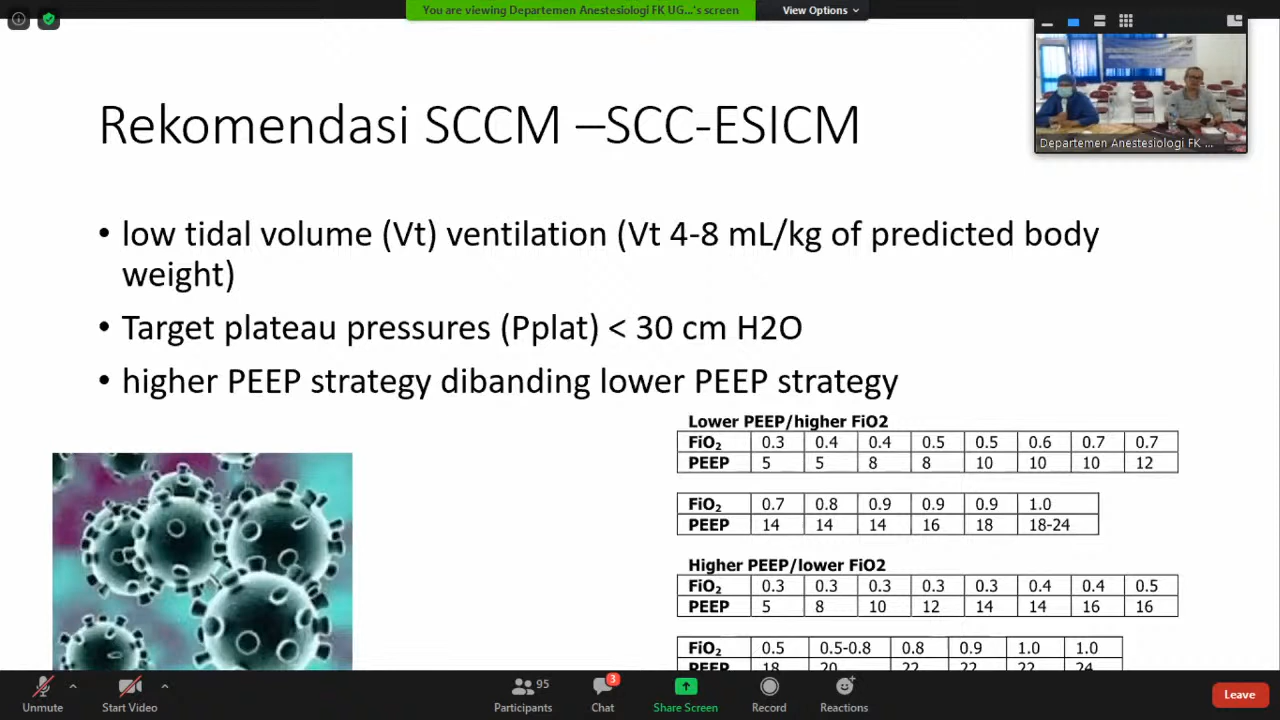 You are viewing Departemen Anestesiologi FK UG...'s screen
View Options
Departemen Anestesiologi FK ...
Rekomendasi SCCM –SCC-ESICM
• low tidal volume (Vt) ventilation (Vt 4-8 mL/kg of predicted body
weight)
• Target plateau pressures (Pplat) < 30 cm H2O
• higher PEEP strategy dibanding lower PEEP strategy
Lower PEEP/higher FiO2
FiO₂ 0.3 0.4 0.4 0.5 0.5 0.6 0.7 0.7
PEEP 5 5 8 8 10 10 10 12
FiO₂ 0.7 0.8 0.9 0.9 0.9 1.0
PEEP 14 14 14 16 18 18-24
Higher PEEP/lower FiO2
FiO₂ 0.3 0.3 0.3 0.3 0.3 0.4 0.4 0.5
PEEP 5 8 10 12 14 14 16 16
FiO₂ 0.5 0.5-0.8 0.8 0.9 1.0 1.0
PEEP 18 20 22 22 22 24
Unmute
Start Video
95
Participants
3
Chat
Share Screen
Record
Reactions
Leave